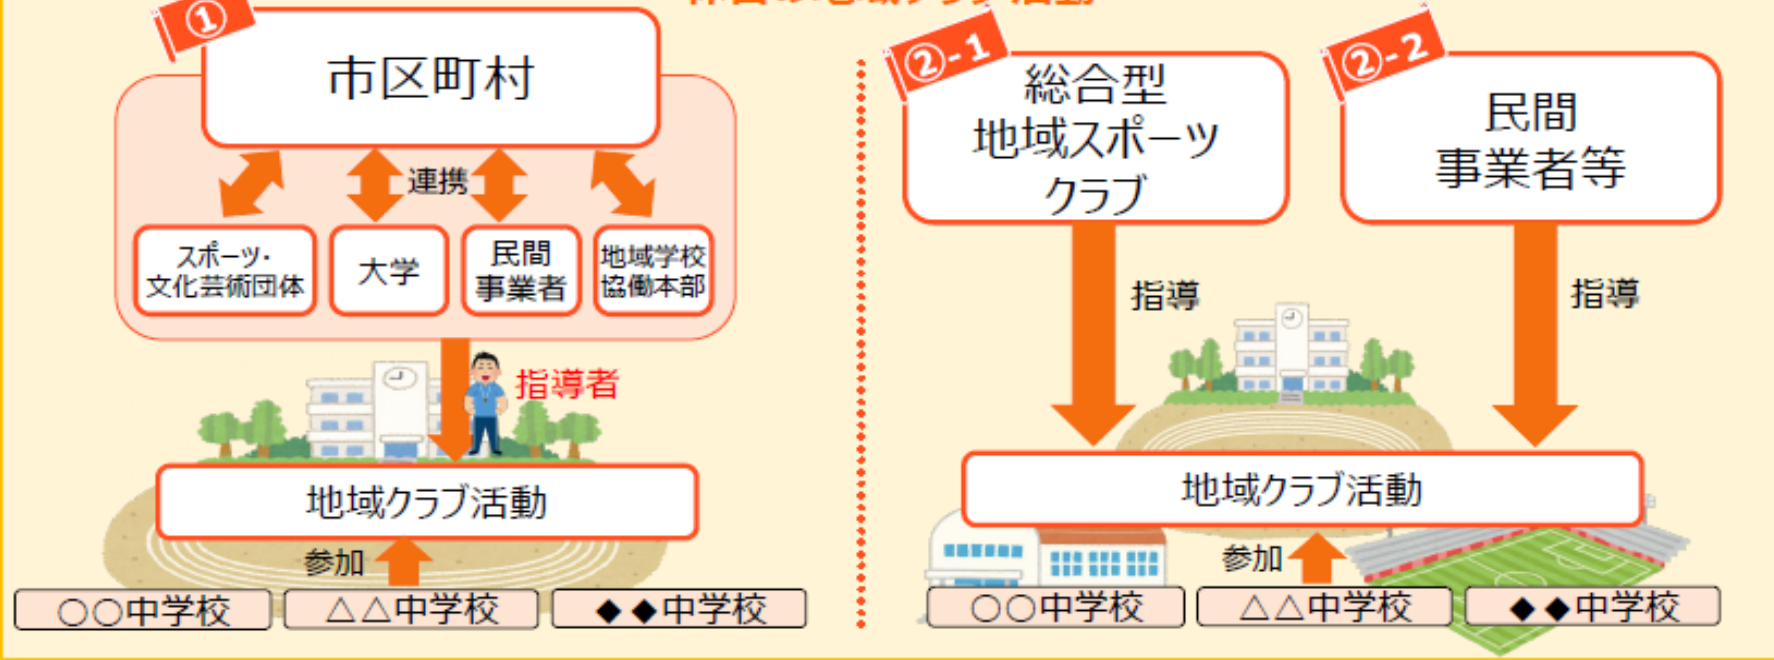 ①
市区町村
連携
スポーツ・
文化芸術団体
大学
民間
事業者
地域学校
協働本部
指導者
地域クラブ活動
参加
○○中学校
△△中学校
◆◆中学校
②-1
総合型
地域スポーツ
クラブ
②-2
民間
事業者等
指導
指導
地域クラブ活動
参加
○○中学校
△△中学校
◆◆中学校